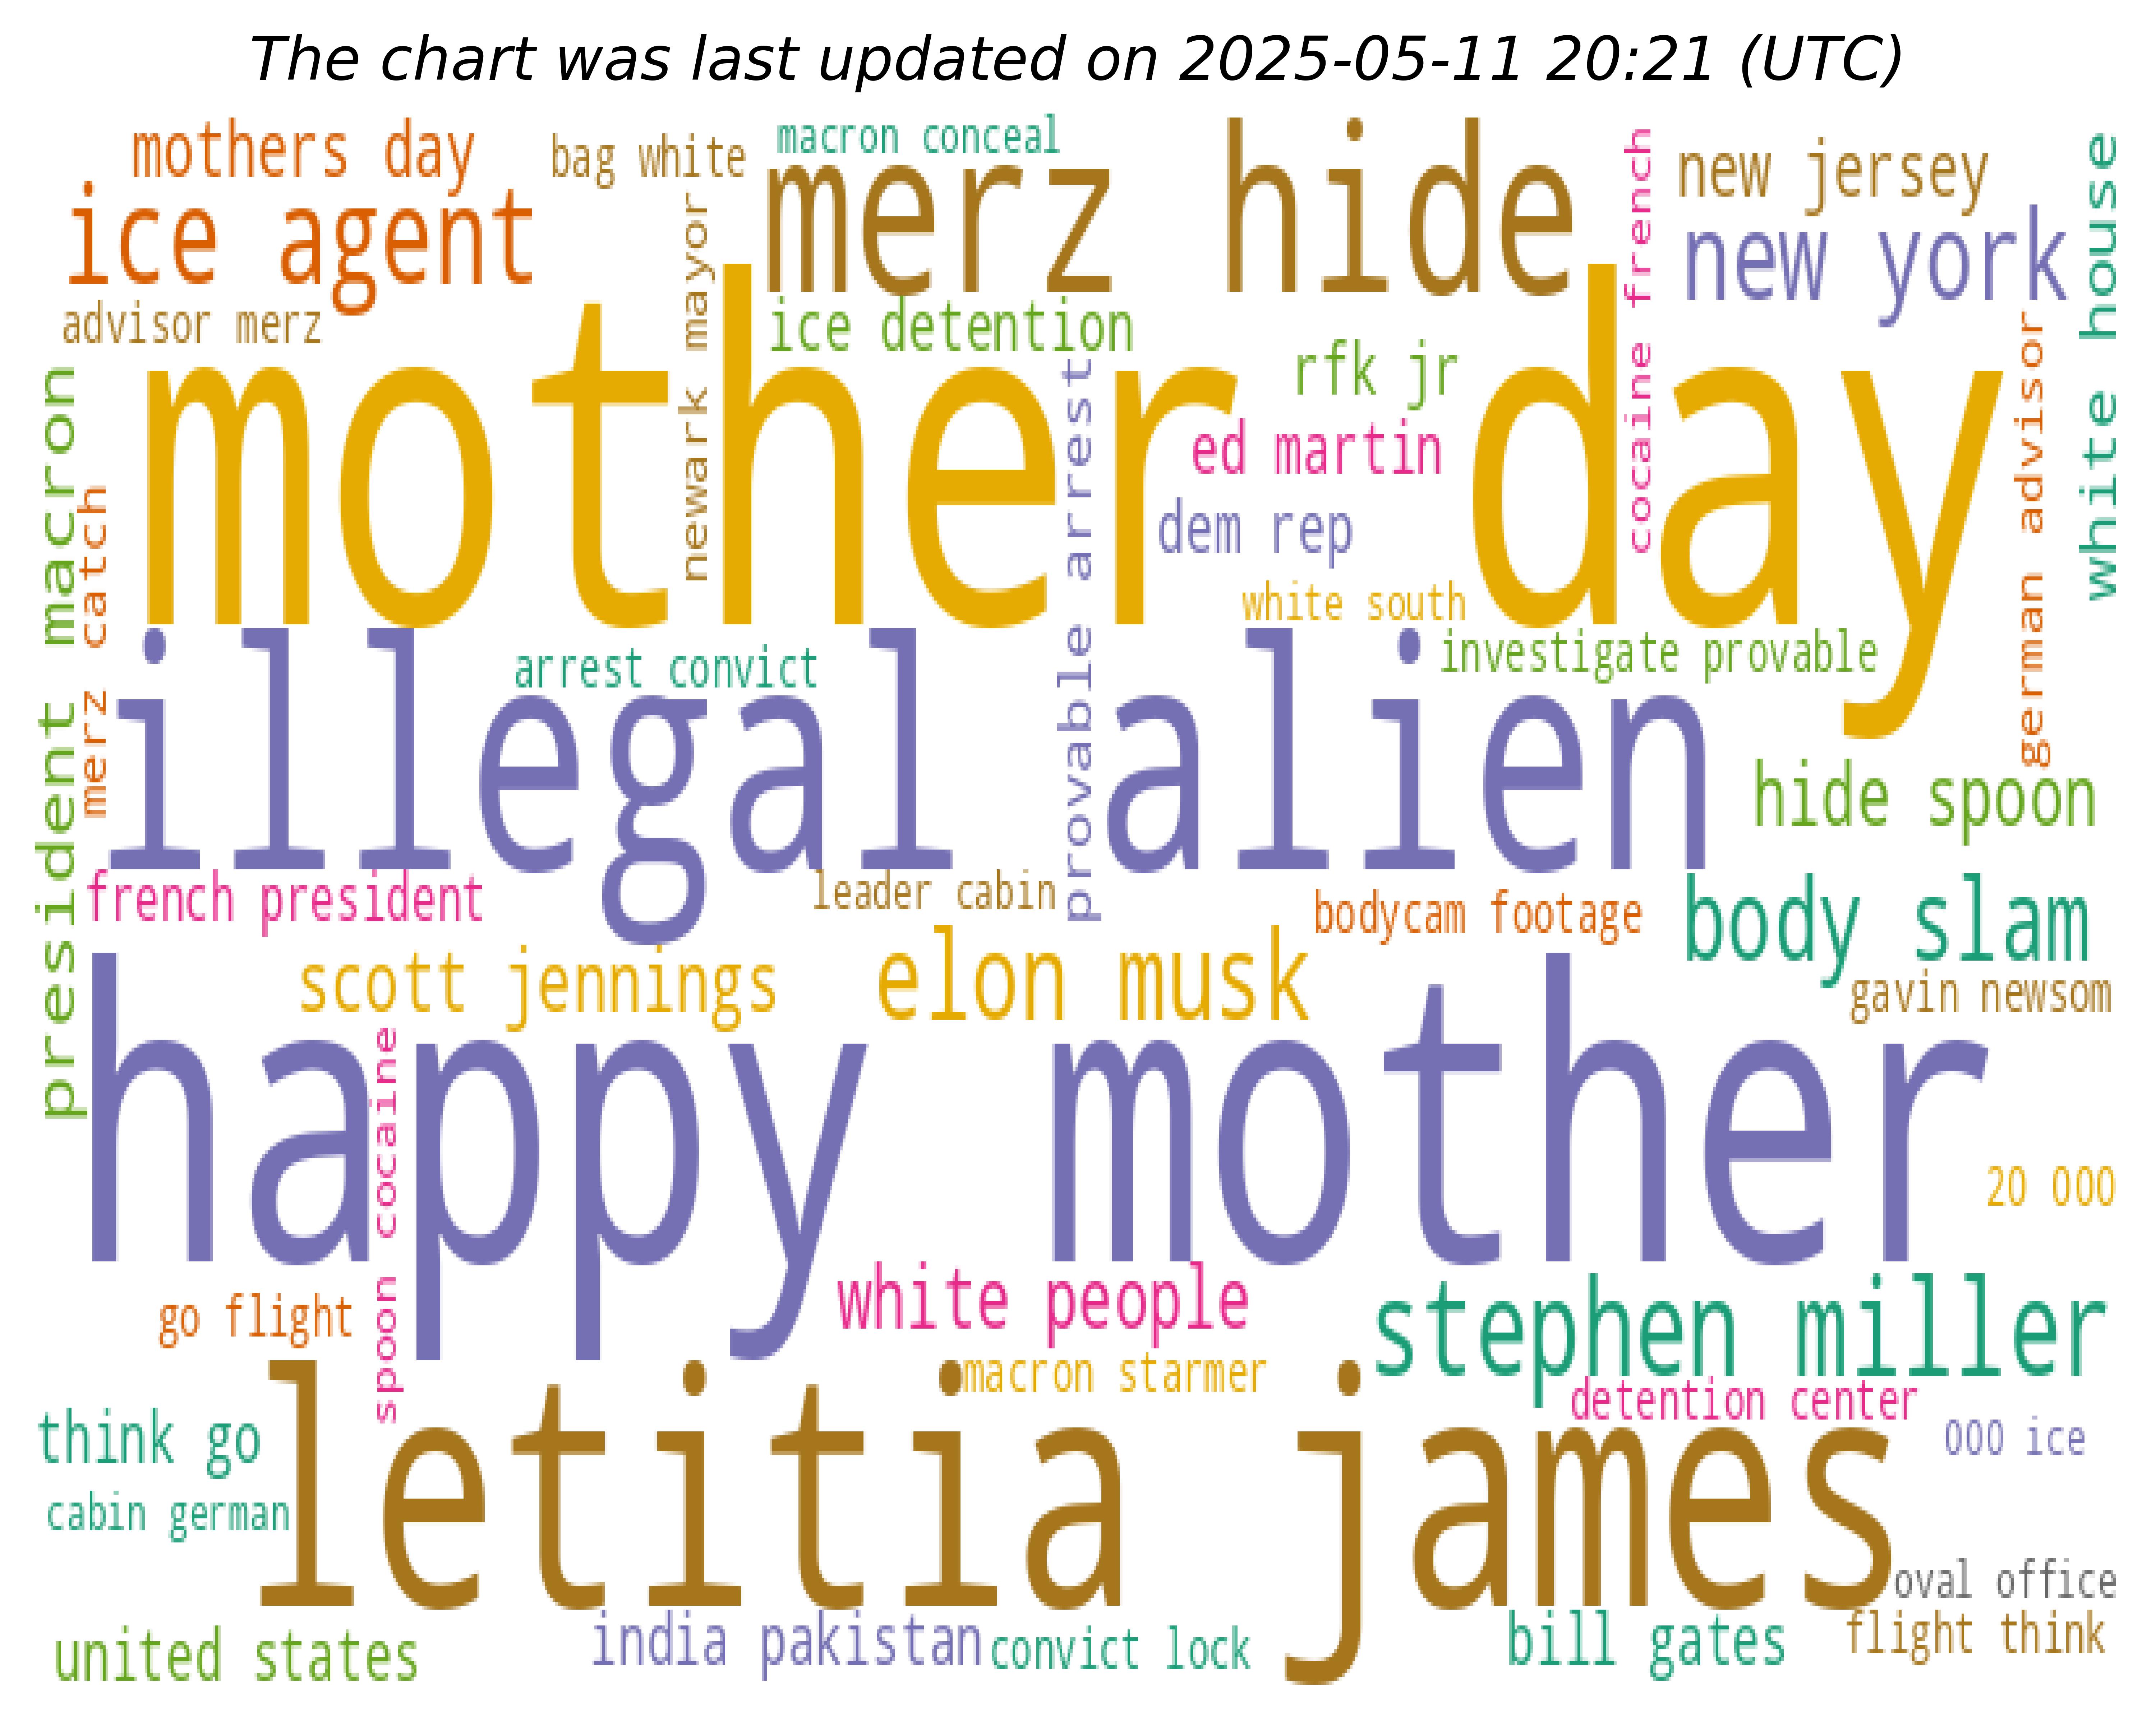 The chart was last updated on 2025-05-11 20:21 (UTC)
mothers day
bag white
macron conceal
merz hide
cocaine french
new jersey
white house
ice agent
newark mayor
new york
advisor merz
ice detention
rfk jr
german advisor
president macron
merz catch
mother day
provable arrest
ed martin
dem rep
white south
arrest convict
investigate provable
illegal alien
hide spoon
french president
leader cabin
bodycam footage
body slam
scott jennings
elon musk
gavin newsom
happy mother
spoon cocaine
20 000
go flight
white people
stephen miller
macron starmer
detention center
think go
000 ice
letitia james
cabin german
oval office
united states
india pakistan
convict lock
bill gates
flight think